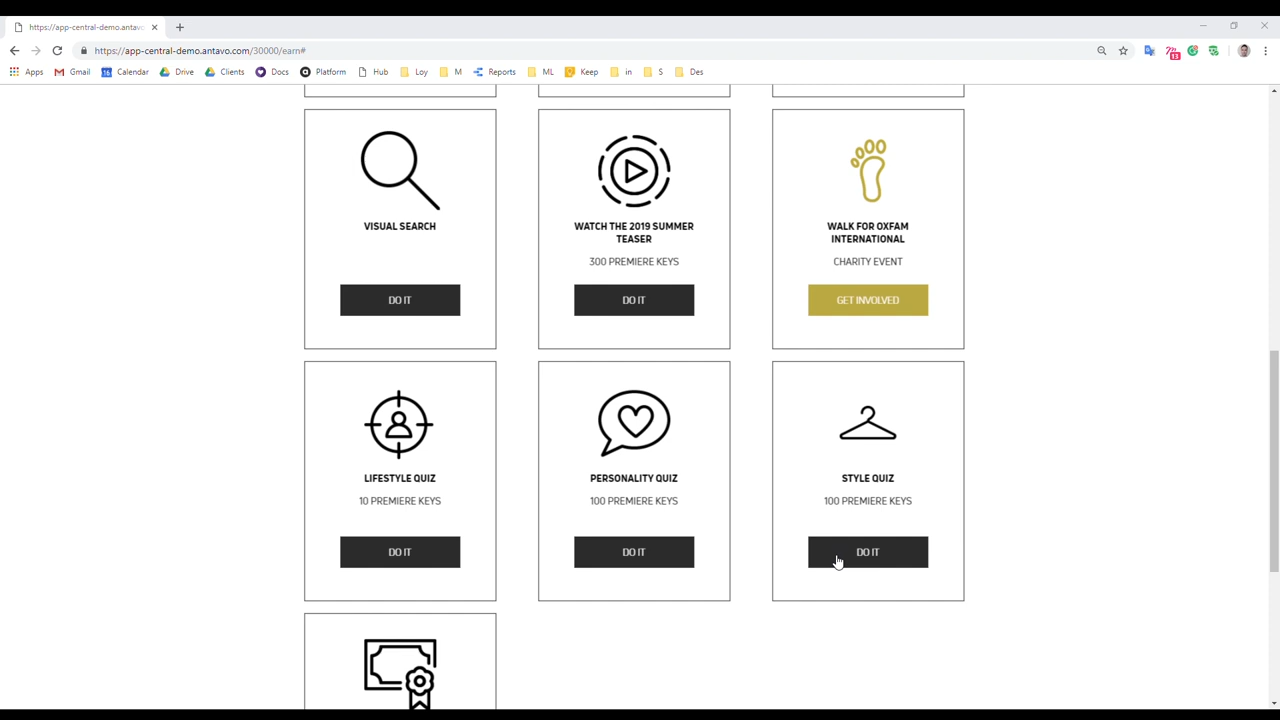 https://app-central-demo.antavo
https://app-central-demo.antavo.com/30000/earn#
Apps Gmail Calendar Drive Clients Docs Platform Hub Loy M Reports ML Keep in S Des
VISUAL SEARCH
DO IT
WATCH THE 2019 SUMMER
TEASER
300 PREMIERE KEYS
DO IT
WALK FOR OXFAM
INTERNATIONAL
CHARITY EVENT
GET INVOLVED
LIFESTYLE QUIZ
10 PREMIERE KEYS
DO IT
PERSONALITY QUIZ
100 PREMIERE KEYS
DO IT
STYLE QUIZ
100 PREMIERE KEYS
DO IT